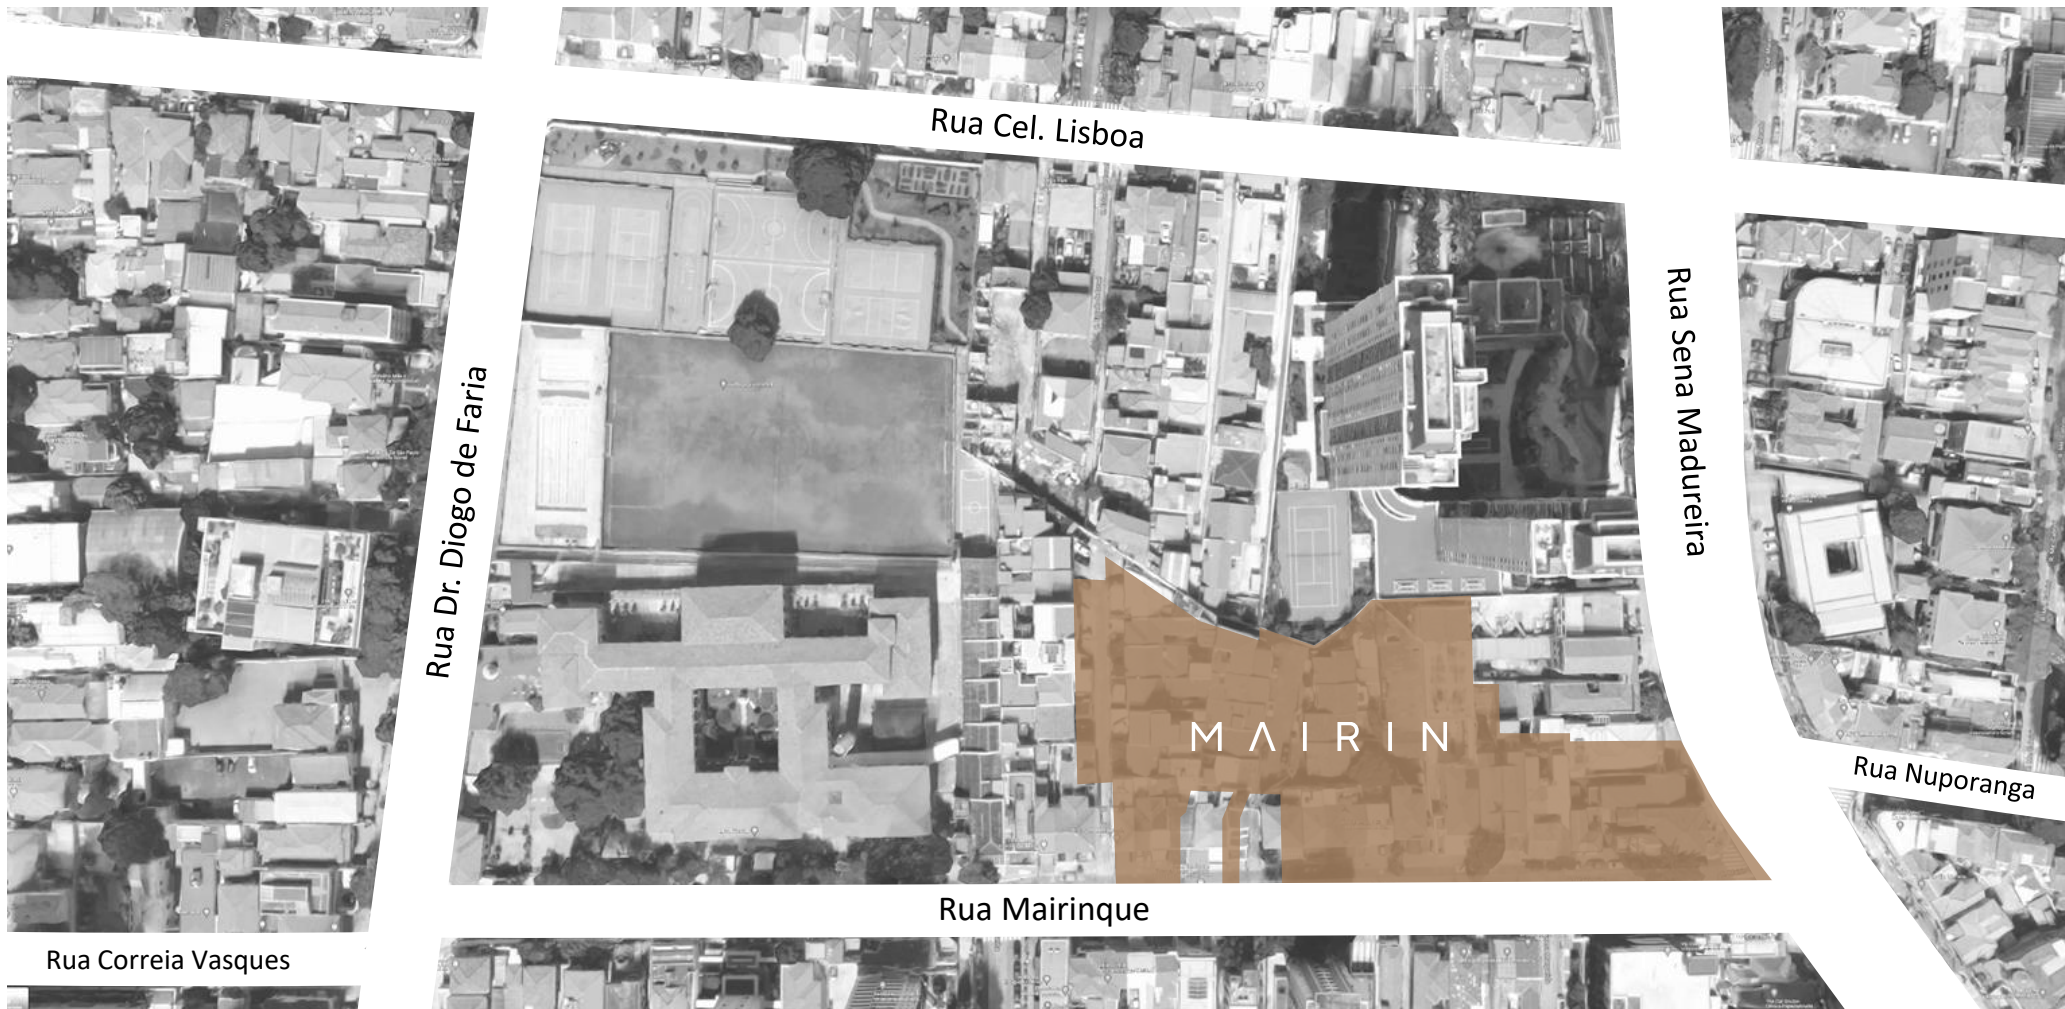 Rua Cel. Lisboa
Rua Sena Madureira
Rua Dr. Diogo de Faria
MAIRIN
Rua Nuporanga
Rua Mairinque
Rua Correia Vasques